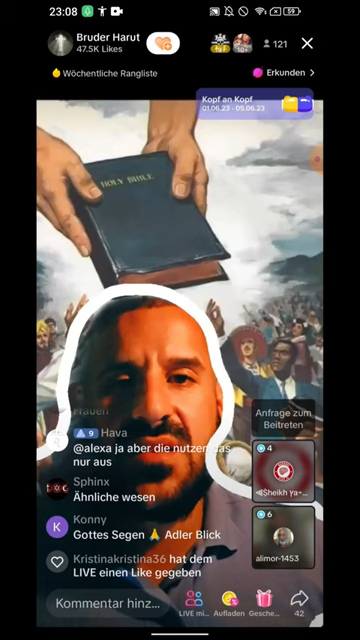 23:08
59
Bruder Harut
47.5K Likes
121
Wöchentliche Rangliste
Erkunden
Kopf an Kopf
01.06.23 - 05.06.23
HOLY BIBLE
Frauen
9 Hava
@alexa ja aber die nutzen das
nur aus
Sphinx
Ähnliche wesen
K
Konny
Gottes Segen 🙏 Adler Blick
Kristinakristina36 hat dem
LIVE einen Like gegeben
Anfrage zum
Beitreten
4
6
alimor-1453
Kommentar hinz...
LIVE mi...
Aufladen
Gesche...
42